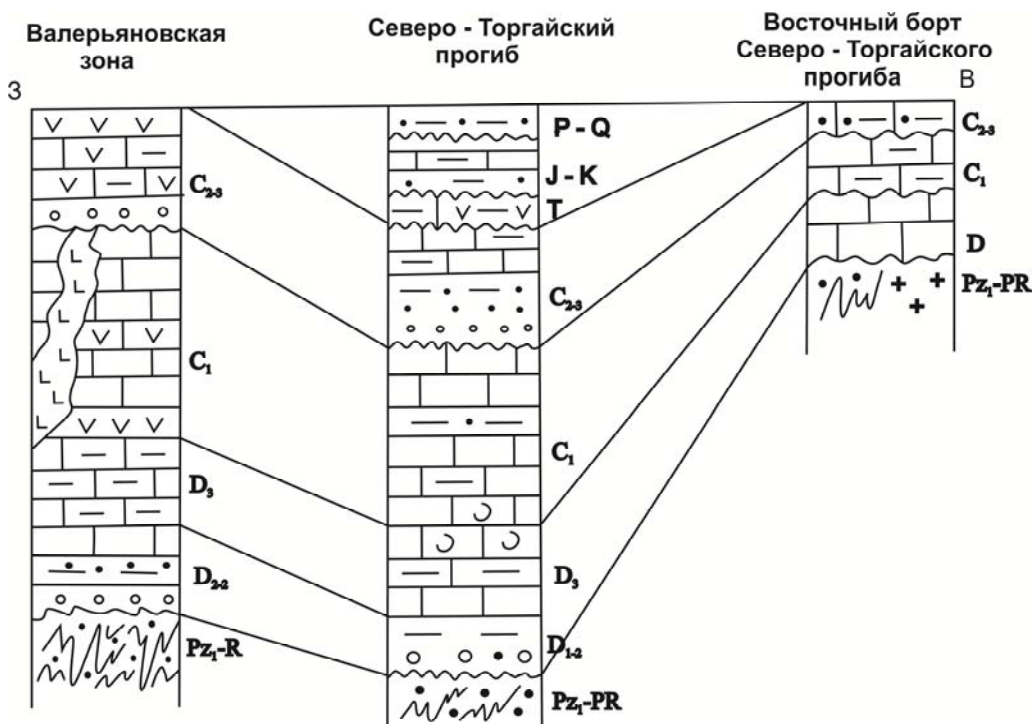 Валерьяновская
зона
Северо - Торгайский
прогиб
Восточный борт
Северо - Торгайского
прогиба
З
В
C₂₋₃
C₁
D₃
D₂₋₂
Pz₁-R
P - Q
J - K
T
C₂₋₃
C₁
D₃
D₁₋₂
Pz₁-PR
C₂₋₃
C₁
D
Pz₁-PR